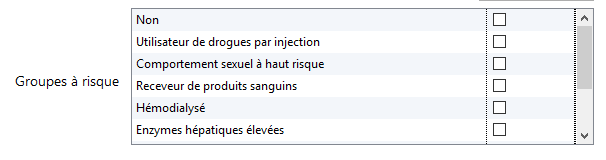 Groupes à risque
Non
Utilisateur de drogues par injection
Comportement sexuel à haut risque
Receveur de produits sanguins
Hémodialysé
Enzymes hépatiques élevées